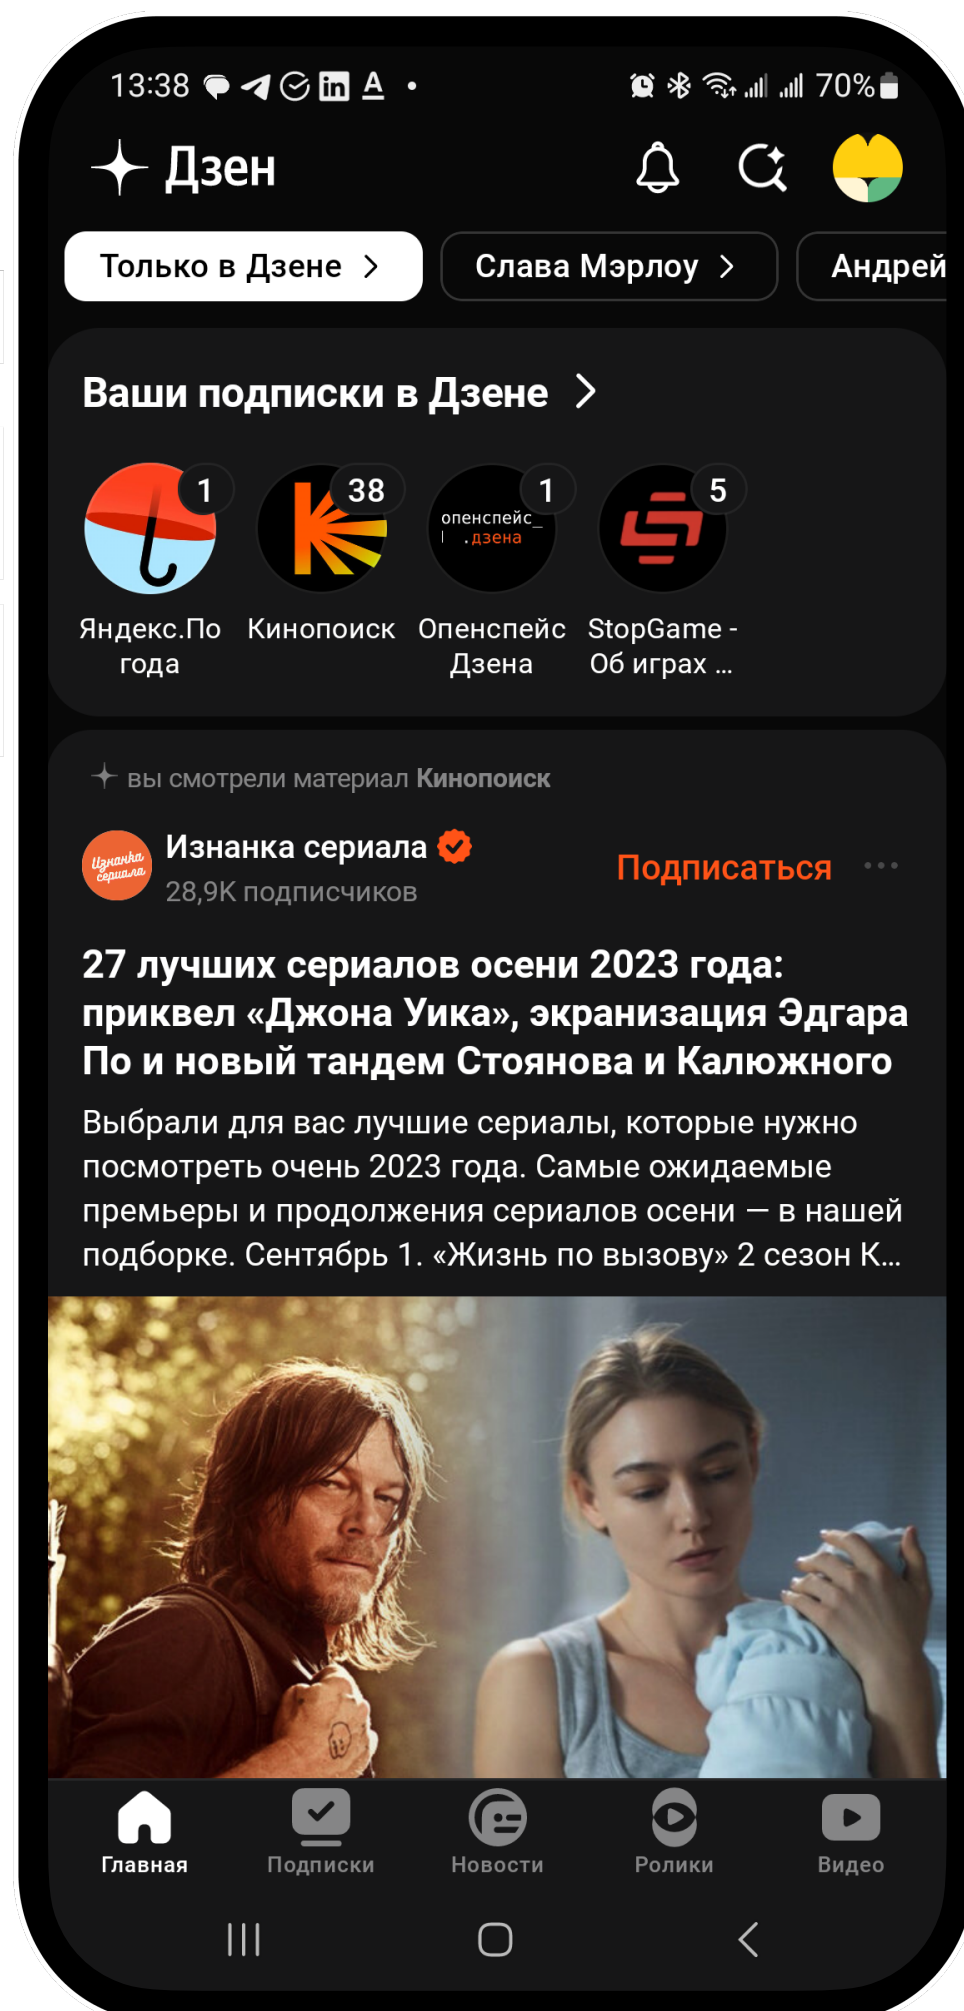 13:38
70%
Дзен
Только в Дзене
Слава Мэрлоу
Андрей
Ваши подписки в Дзене
1
38
1
5
опенспейс_
.дзена
Яндекс.По
года
Кинопоиск
Опенспейс
Дзена
StopGame -
Об играх ...
вы смотрели материал Кинопоиск
Изнанка
сериала
Изнанка сериала
28,9K подписчиков
Подписаться
27 лучших сериалов осени 2023 года:
приквел «Джона Уика», экранизация Эдгара
По и новый тандем Стоянова и Калюжного
Выбрали для вас лучшие сериалы, которые нужно
посмотреть очень 2023 года. Самые ожидаемые
премьеры и продолжения сериалов осени — в нашей
подборке. Сентябрь 1. «Жизнь по вызову» 2 сезон К...
Главная
Подписки
Новости
Ролики
Видео